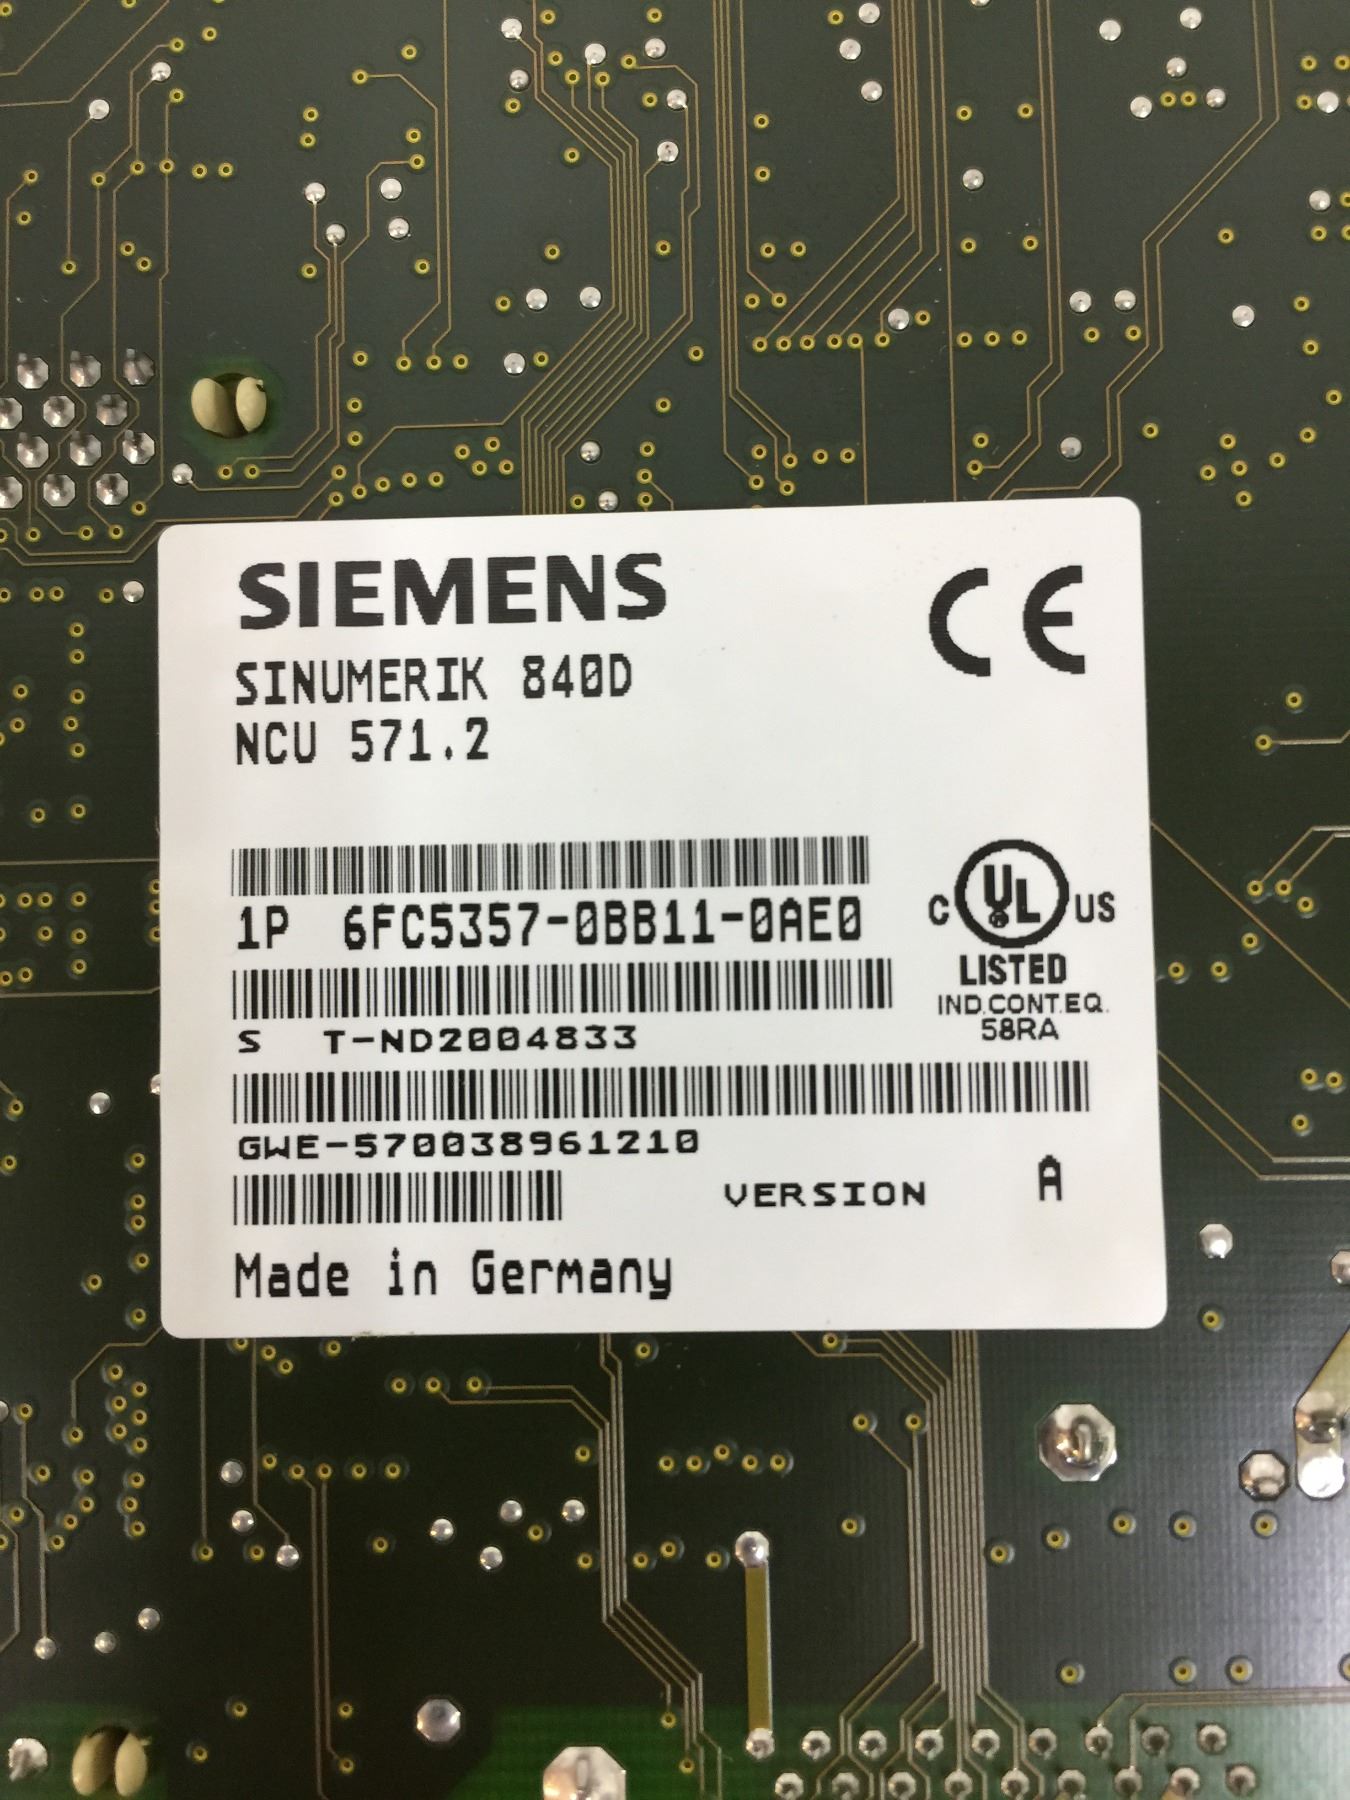 SIEMENS
CE
SINUMERIK 840D
NCU 571.2
1P 6FC5357-0BB11-0AE0
C UL US
LISTED
IND.CONT.EQ.
58RA
S T-ND2004833
GWE-570038961210
VERSION A
Made in Germany